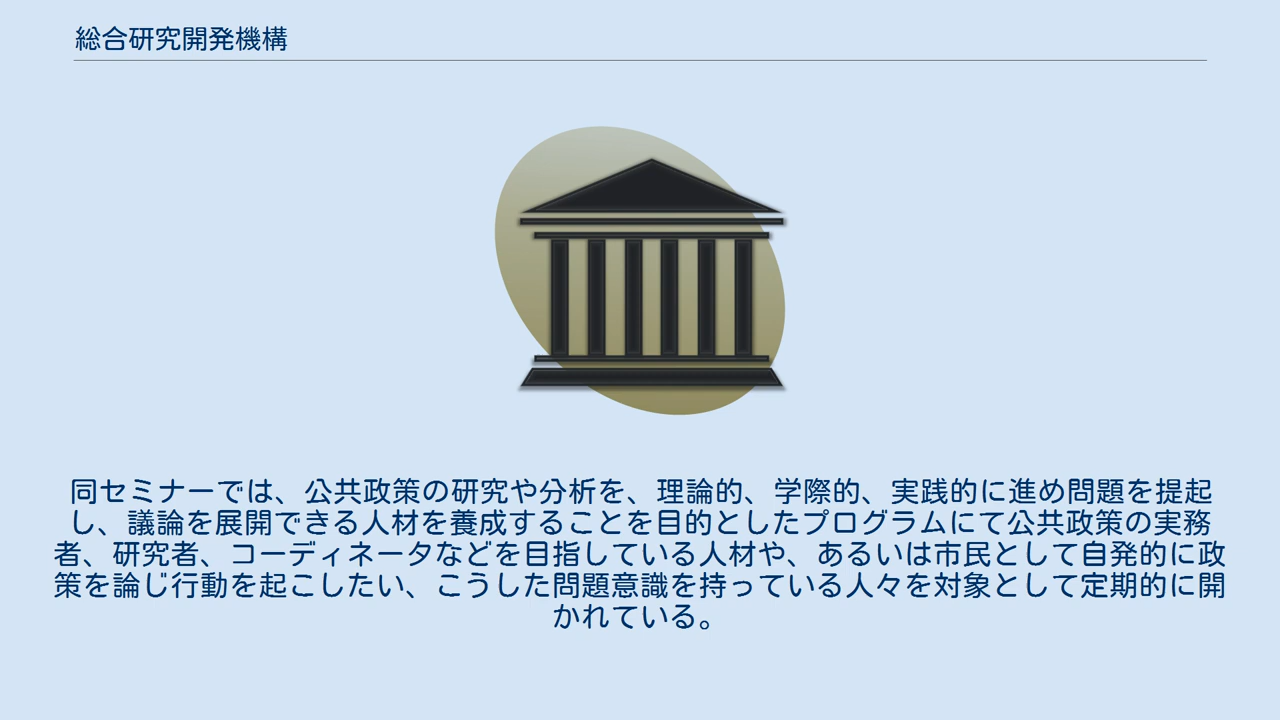 総合研究開発機構
同セミナーでは、公共政策の研究や分析を、理論的、学際的、実践的に進め問題を提起
し、議論を展開できる人材を養成することを目的としたプログラムにて公共政策の実務
者、研究者、コーディネータなどを目指している人材や、あるいは市民として自発的に政
策を論じ行動を起こしたい、こうした問題意識を持っている人々を対象として定期的に開
かれている。